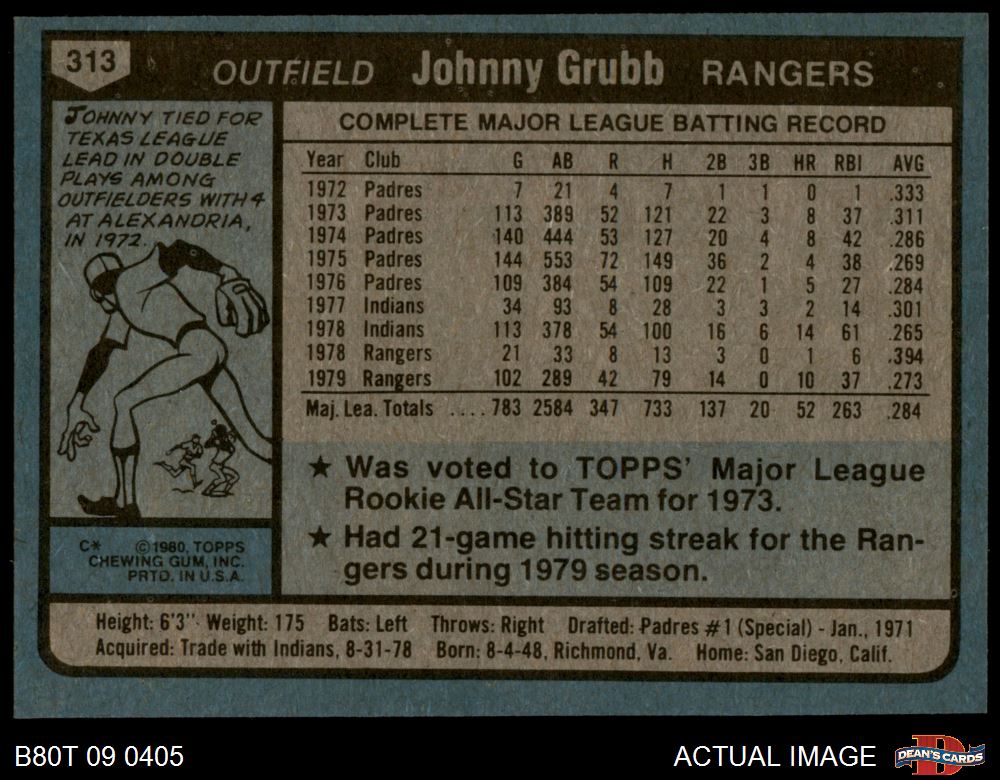 313
OUTFIELD Johnny Grubb RANGERS
JOHNNY TIED FOR
TEXAS LEAGUE
LEAD IN DOUBLE
PLAYS AMONG
OUTFIELDERS WITH 4
AT ALEXANDRIA,
IN 1972.
COMPLETE MAJOR LEAGUE BATTING RECORD
Year Club G AB R H 2B 3B HR RBI AVG
1972 Padres 7 21 4 7 1 1 0 1 .333
1973 Padres 113 389 52 121 22 3 8 37 .311
1974 Padres 140 444 53 127 20 4 8 42 .286
1975 Padres 144 553 72 149 36 2 4 38 .269
1976 Padres 109 384 54 109 22 1 5 27 .284
1977 Indians 34 93 8 28 3 3 2 14 .301
1978 Indians 113 378 54 100 16 6 14 61 .265
1978 Rangers 21 33 8 13 3 0 1 6 .394
1979 Rangers 102 289 42 79 14 0 10 37 .273
Maj. Lea. Totals .... 783 2584 347 733 137 20 52 263 .284
★ Was voted to TOPPS' Major League
Rookie All-Star Team for 1973.
★ Had 21-game hitting streak for the Ran-
gers during 1979 season.
C* ©1980, TOPPS
CHEWING GUM, INC.
PRTD. IN U.S.A.
Height: 6'3" Weight: 175 Bats: Left Throws: Right Drafted: Padres #1 (Special) - Jan., 1971
Acquired: Trade with Indians, 8-31-78 Born: 8-4-48, Richmond, Va. Home: San Diego, Calif.
B80T 09 0405
ACTUAL IMAGE
D
DEAN'S CARDS